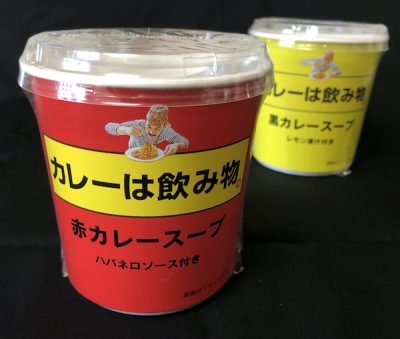 カレーは飲み物。
赤カレースープ
ハバネロソース付き
カレーは飲み物
黒カレースープ
レモン果汁付き